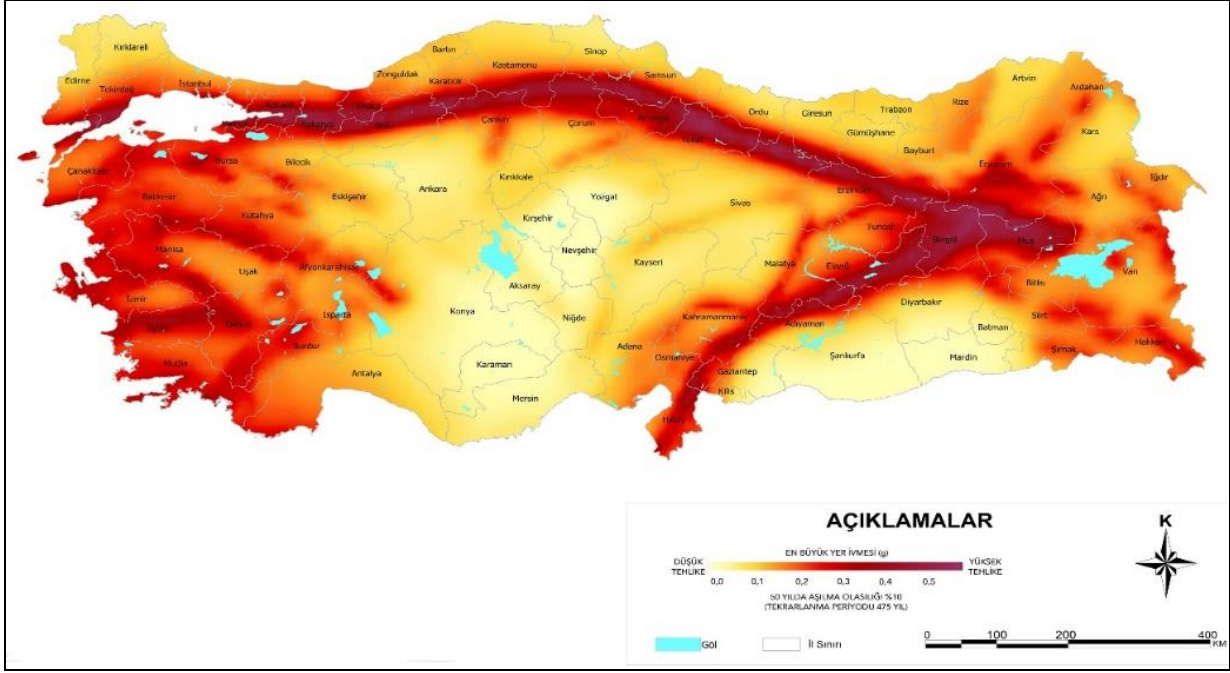 Kırklareli
Edirne
Tekirdağ
İstanbul
Zonguldak
Bartın
Karabük
Kastamonu
Sinop
Samsun
Ordu
Giresun
Trabzon
Rize
Artvin
Ardahan
Kars
Gümüşhane
Bayburt
Erzurum
Iğdır
Ağrı
Çanakkale
Balıkesir
Bursa
Bilecik
Sakarya
Eskişehir
Kütahya
Ankara
Çankırı
Çorum
Amasya
Tokat
Kırıkkale
Yozgat
Sivas
Erzincan
Tunceli
Bingöl
Muş
Manisa
Uşak
Afyonkarahisar
Kırşehir
Nevşehir
Kayseri
Malatya
Elazığ
Bitlis
Van
İzmir
Aydın
Denizli
Isparta
Burdur
Konya
Aksaray
Niğde
Kahramanmaraş
Adıyaman
Diyarbakır
Batman
Siirt
Şırnak
Hakkari
Muğla
Antalya
Karaman
Mersin
Adana
Osmaniye
Gaziantep
Kilis
Şanlıurfa
Mardin
Hatay
AÇIKLAMALAR
K
EN BÜYÜK YER İVMESİ (g)
DÜŞÜK
TEHLİKE
YÜKSEK
TEHLİKE
0,0 0,1 0,2 0,3 0,4 0,5
50 YILDA AŞILMA OLASILIĞI %10
(TEKRARLANMA PERİYODU 475 YIL)
Göl
İl Sınırı
0 100 200 400
KM